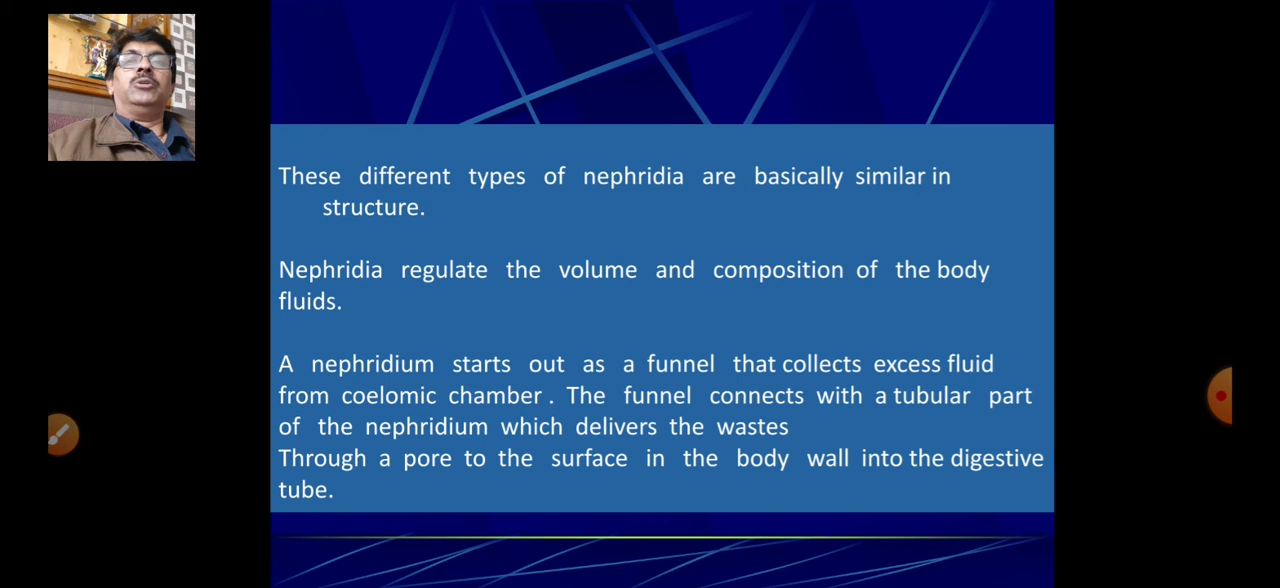 These different types of nephridia are basically similar in
structure.
Nephridia regulate the volume and composition of the body
fluids.
A nephridium starts out as a funnel that collects excess fluid
from coelomic chamber . The funnel connects with a tubular part
of the nephridium which delivers the wastes
Through a pore to the surface in the body wall into the digestive
tube.